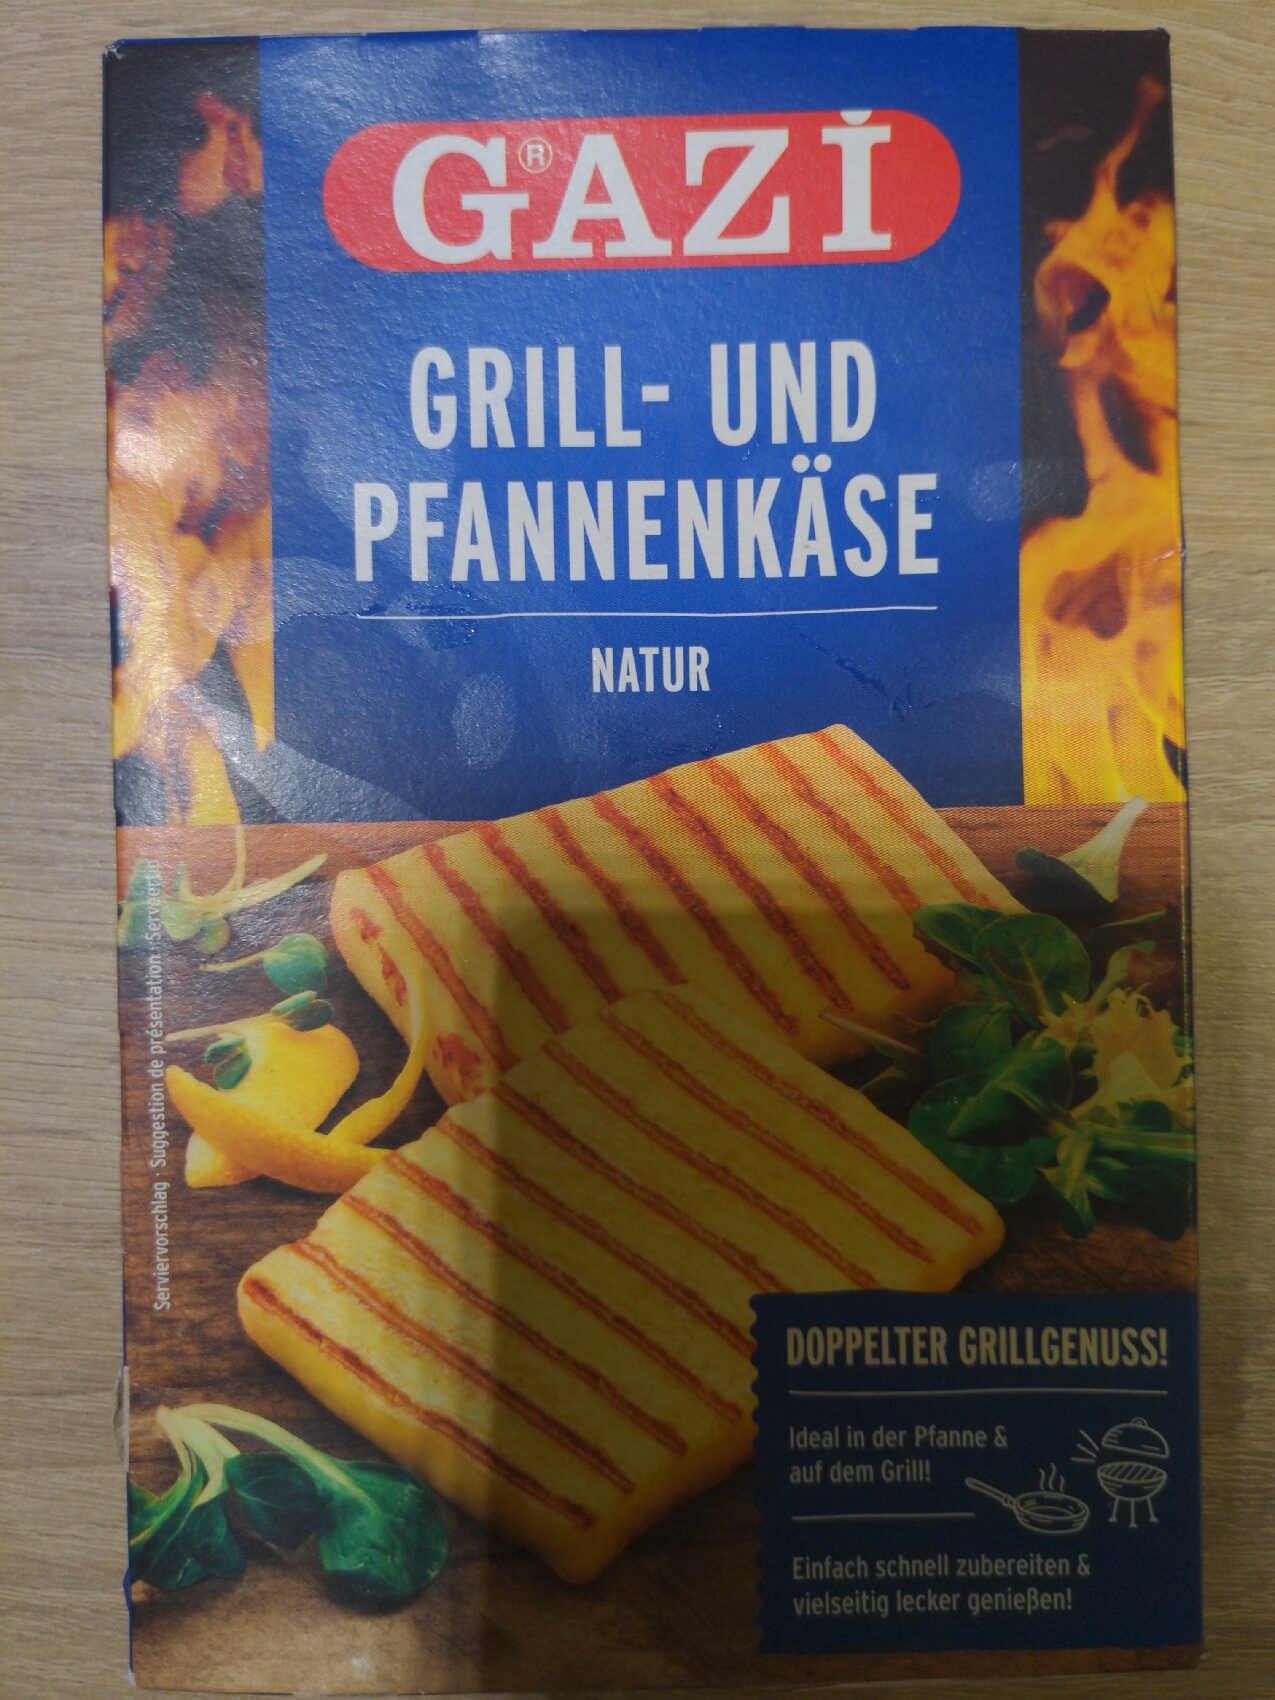 GAZİ
®
GRILL- UND
PFANNENKÄSE
NATUR
Serviervorschlag · Suggestion de présentation · Servaertip
DOPPELTER GRILLGENUSS!
Ideal in der Pfanne &
auf dem Grill!
Einfach schnell zubereiten &
vielseitig lecker genießen!